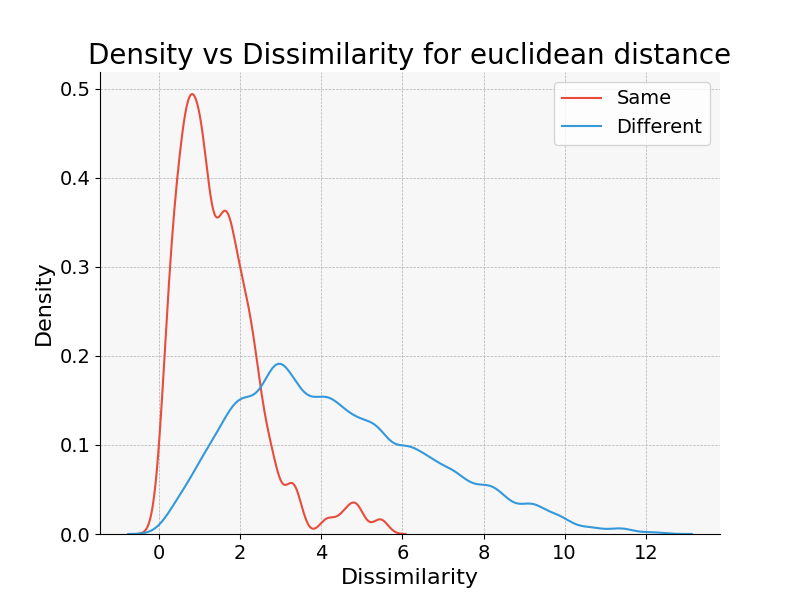 Density vs Dissimilarity for euclidean distance
Same
Different
Density
0.5
0.4
0.3
0.2
0.1
0.0
0 2 4 6 8 10 12
Dissimilarity